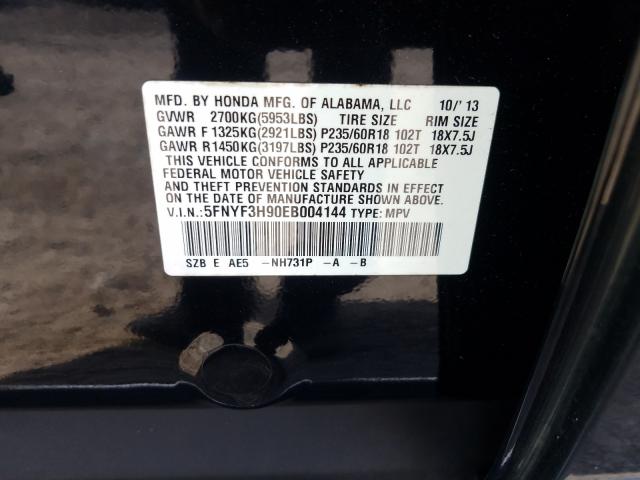 MFD. BY HONDA MFG. OF ALABAMA, LLC 10/'13
GVWR 2700KG(5953LBS) TIRE SIZE RIM SIZE
GAWR F 1325KG(2921LBS) P235/60R18 102T 18X7.5J
GAWR R1450KG(3197LBS) P235/60R18 102T 18X7.5J
THIS VEHICLE CONFORMS TO ALL APPLICABLE
FEDERAL MOTOR VEHICLE SAFETY, BUMPER,
AND THEFT PREVENTION STANDARDS IN EFFECT
ON THE DATE OF MANUFACTURE SHOWN ABOVE.
V.I.N.: 5FNYF3H90EB004144 TYPE: MPV
SZB E AE5 -NH731P -A -B